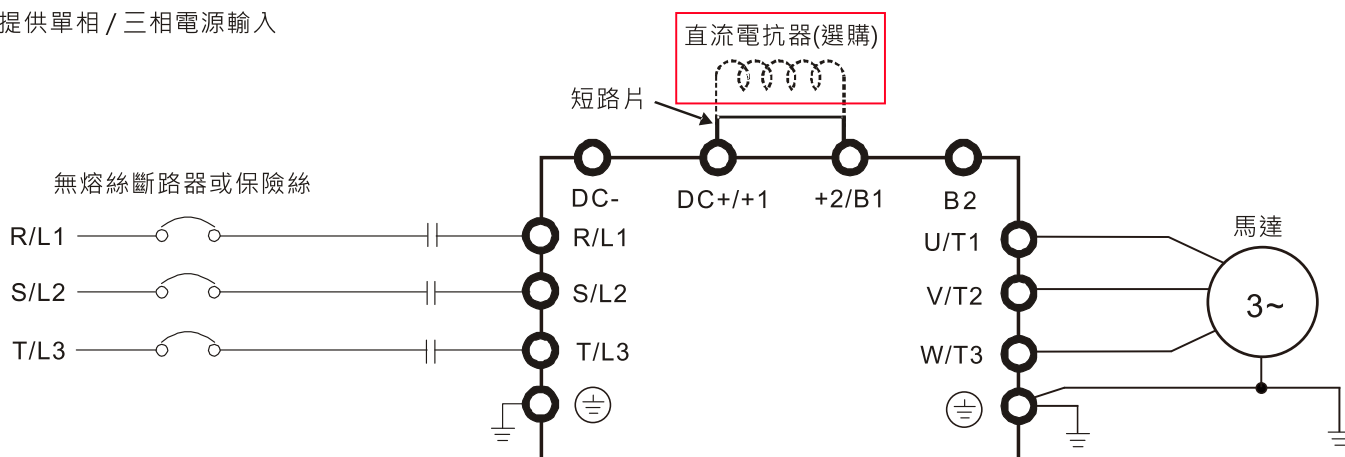 提供單相 / 三相電源輸入
直流電抗器(選購)
短路片
無熔絲斷路器或保險絲
DC-
DC+/+1
+2/B1
B2
馬達
R/L1
R/L1
U/T1
S/L2
S/L2
V/T2
3~
T/L3
T/L3
W/T3